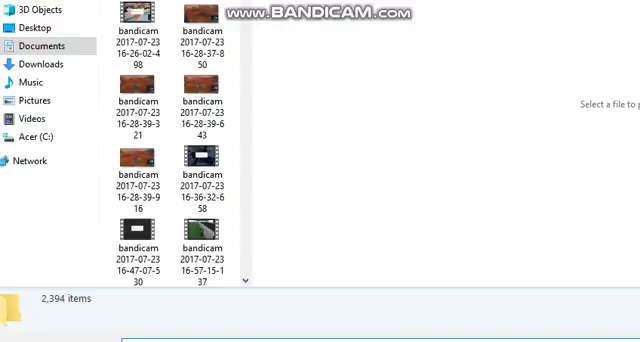 WWW.BANDICAM.COM
3D Objects
Desktop
Documents
Downloads
Music
Pictures
Videos
Acer (C:)
Network
bandicam
2017-07-23
16-26-02-4
98
bandicam
2017-07-23
16-28-37-8
50
bandicam
2017-07-23
16-28-39-3
21
bandicam
2017-07-23
16-28-39-6
43
bandicam
2017-07-23
16-28-39-9
16
bandicam
2017-07-23
16-36-32-6
58
bandicam
2017-07-23
16-47-07-5
30
bandicam
2017-07-23
16-57-15-1
37
Select a file to
2,394 items